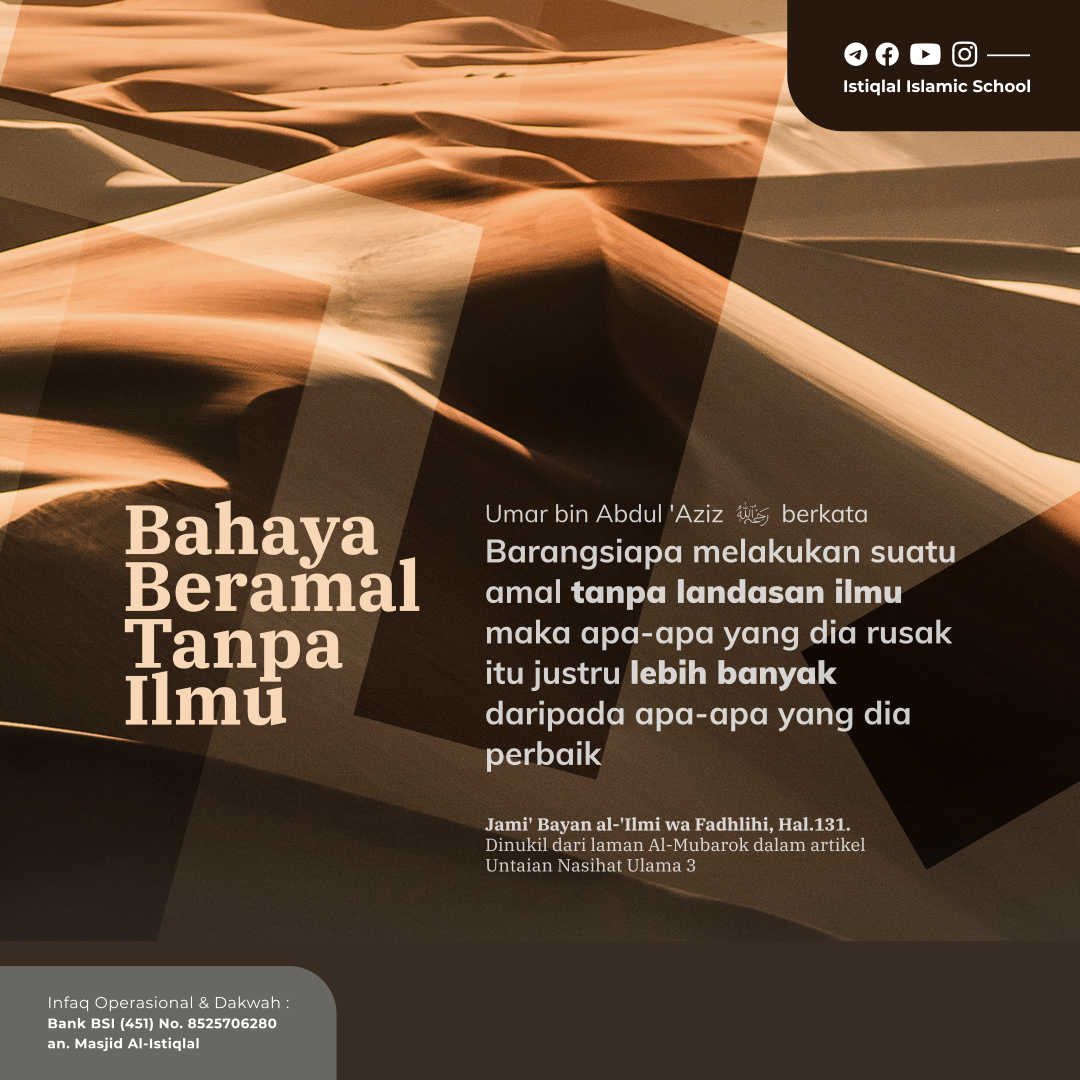 Istiqlal Islamic School
Bahaya
Beramal
Tanpa
Ilmu
Umar bin Abdul 'Aziz رحمه الله berkata
Barangsiapa melakukan suatu
amal tanpa landasan ilmu
maka apa-apa yang dia rusak
itu justru lebih banyak
daripada apa-apa yang dia
perbaik
Jami' Bayan al-'Ilmi wa Fadhlihi, Hal.131.
Dinukil dari laman Al-Mubarok dalam artikel
Untaian Nasihat Ulama 3
Infaq Operasional & Dakwah :
Bank BSI (451) No. 8525706280
an. Masjid Al-Istiqlal